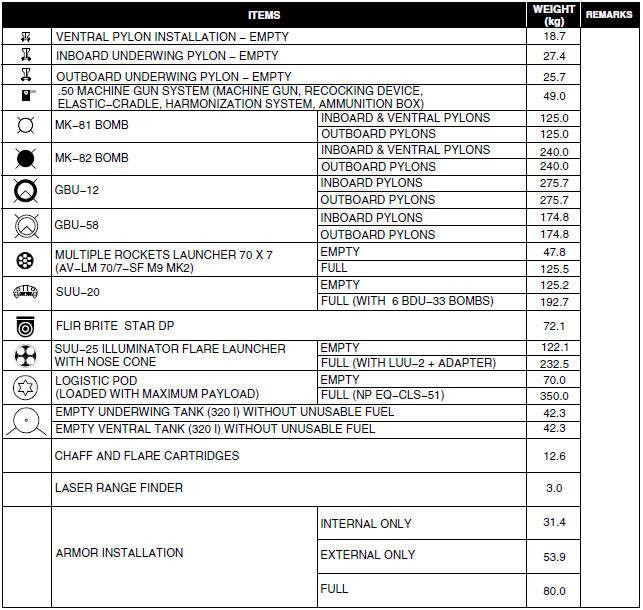 ITEMS WEIGHT (kg) REMARKS
VENTRAL PYLON INSTALLATION – EMPTY 18.7
INBOARD UNDERWING PYLON – EMPTY 27.4
OUTBOARD UNDERWING PYLON – EMPTY 25.7
.50 MACHINE GUN SYSTEM (MACHINE GUN, RECOCKING DEVICE,
ELASTIC–CRADLE, HARMONIZATION SYSTEM, AMMUNITION BOX) 49.0
MK–81 BOMB INBOARD & VENTRAL PYLONS 125.0
OUTBOARD PYLONS 125.0
MK–82 BOMB INBOARD & VENTRAL PYLONS 240.0
OUTBOARD PYLONS 240.0
GBU–12 INBOARD PYLONS 275.7
OUTBOARD PYLONS 275.7
GBU–58 INBOARD PYLONS 174.8
OUTBOARD PYLONS 174.8
MULTIPLE ROCKETS LAUNCHER 70 X 7 EMPTY 47.8
(AV–LM 70/7–SF M9 MK2) FULL 125.5
SUU–20 EMPTY 125.2
FULL (WITH 6 BDU–33 BOMBS) 192.7
FLIR BRITE STAR DP 72.1
SUU–25 ILLUMINATOR FLARE LAUNCHER EMPTY 122.1
WITH NOSE CONE FULL (WITH LUU–2 + ADAPTER) 232.5
LOGISTIC POD EMPTY 70.0
(LOADED WITH MAXIMUM PAYLOAD) FULL (NP EQ–CLS–51) 350.0
EMPTY UNDERWING TANK (320 l) WITHOUT UNUSABLE FUEL 42.3
EMPTY VENTRAL TANK (320 l) WITHOUT UNUSABLE FUEL 42.3
CHAFF AND FLARE CARTRIDGES 12.6
LASER RANGE FINDER 3.0
ARMOR INSTALLATION INTERNAL ONLY 31.4
EXTERNAL ONLY 53.9
FULL 80.0